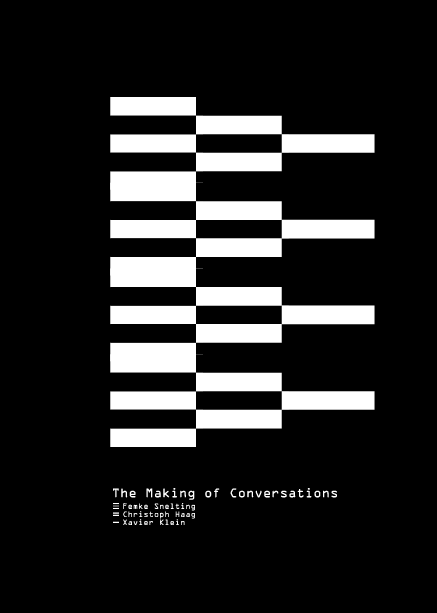 The Making of Conversations
Femke Snelting
Christoph Haag
Xavier Klein